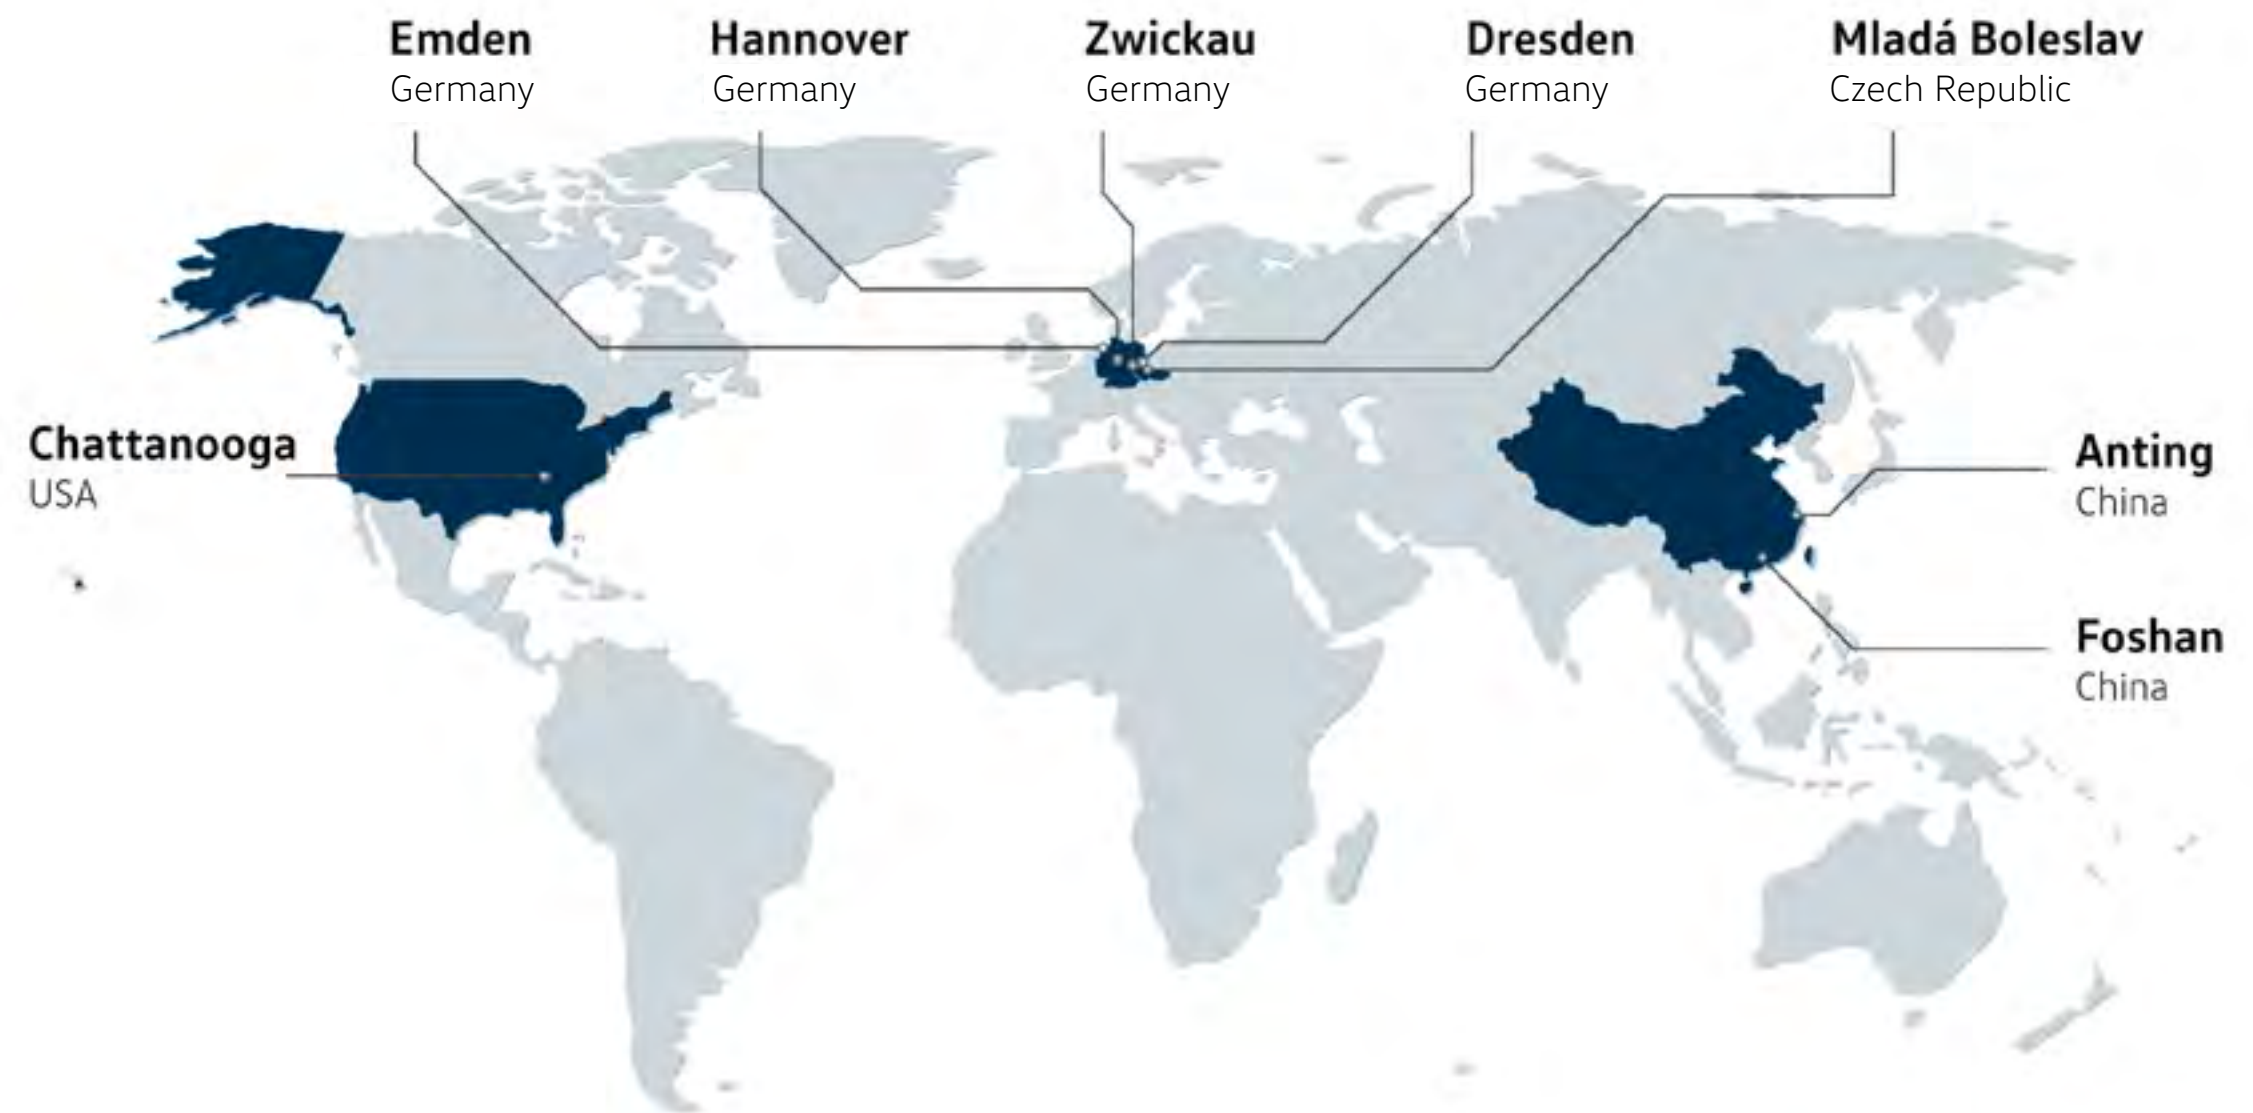 Emden
Germany
Hannover
Germany
Zwickau
Germany
Dresden
Germany
Mladá Boleslav
Czech Republic
Chattanooga
USA
Anting
China
Foshan
China